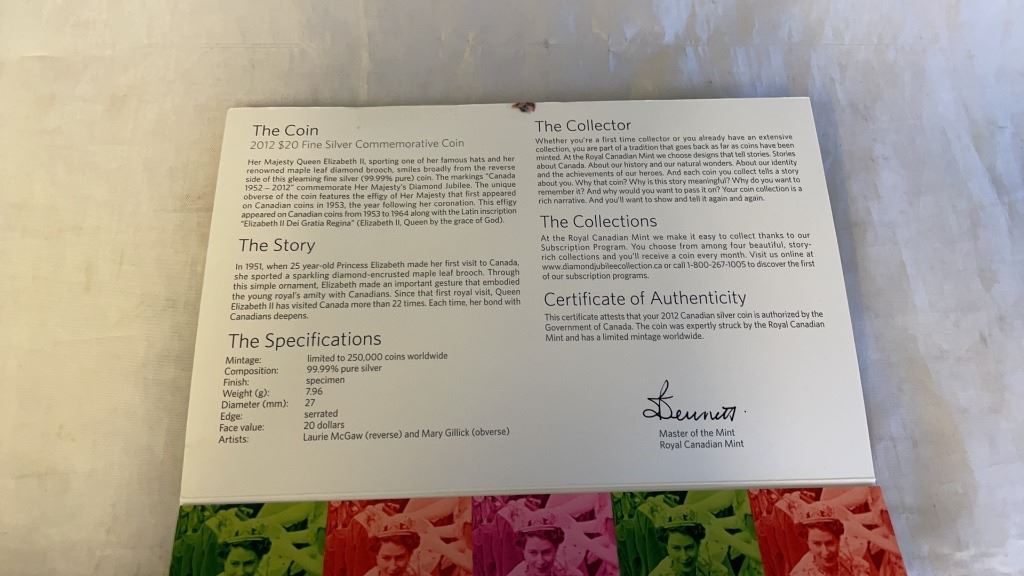 The Coin
2012 $20 Fine Silver Commemorative Coin
Her Majesty Queen Elizabeth II, sporting one of her famous hats and her
renowned maple leaf diamond brooch, smiles broadly from the reverse
side of this gleaming fine silver (99.99% pure) coin. The markings "Canada
1952 – 2012" commemorate Her Majesty's Diamond Jubilee. The unique
obverse of the coin features the effigy of Her Majesty that first appeared
on Canadian coins in 1953, the year following her coronation. This effigy
appeared on Canadian coins from 1953 to 1964 along with the Latin inscription
"Elizabeth II Dei Gratia Regina" (Elizabeth II, Queen by the grace of God).
The Story
In 1951, when 25 year-old Princess Elizabeth made her first visit to Canada,
she sported a sparkling diamond-encrusted maple leaf brooch. Through
this simple ornament, Elizabeth made an important gesture that embodied
the young royal's amity with Canadians. Since that first royal visit, Queen
Elizabeth II has visited Canada more than 22 times. Each time, her bond with
Canadians deepens.
The Specifications
Mintage: limited to 250,000 coins worldwide
Composition: 99.99% pure silver
Finish: specimen
Weight (g): 7.96
Diameter (mm): 27
Edge: serrated
Face value: 20 dollars
Artists: Laurie McGaw (reverse) and Mary Gillick (obverse)
The Collector
Whether you're a first time collector or you already have an extensive
collection, you are part of a tradition that goes back as far as coins have been
minted. At the Royal Canadian Mint we choose designs that tell stories. Stories
about Canada. About our history and our natural wonders. About our identity
and the achievements of our heroes. And each coin you collect tells a story
about you. Why that coin? Why is this story meaningful? Why do you want to
remember it? And why would you want to pass it on? Your coin collection is a
rich narrative. And you'll want to show and tell it again and again.
The Collections
At the Royal Canadian Mint we make it easy to collect thanks to our
Subscription Program. You choose from among four beautiful, story-
rich collections and you'll receive a coin every month. Visit us online at
www.diamondjubileecollection.ca or call 1-800-267-1005 to discover the first
of our subscription programs.
Certificate of Authenticity
This certificate attests that your 2012 Canadian silver coin is authorized by the
Government of Canada. The coin was expertly struck by the Royal Canadian
Mint and has a limited mintage worldwide.
Bennett
Master of the Mint
Royal Canadian Mint